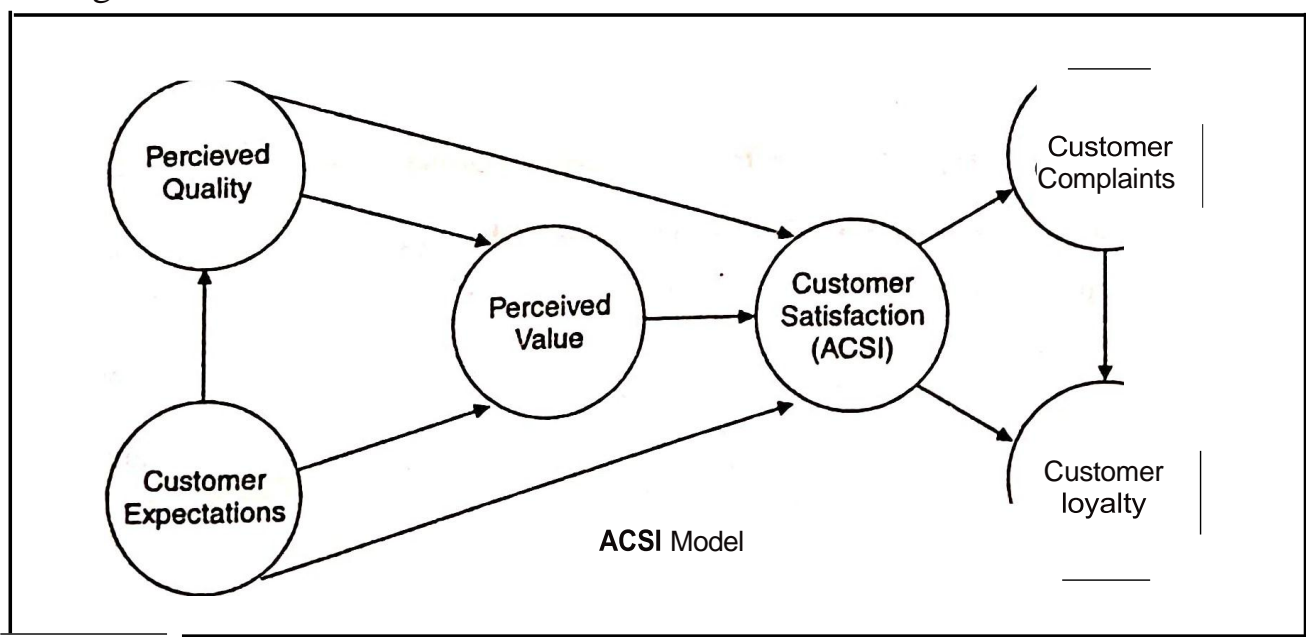 Percieved
Quality
Customer
Complaints
Perceived
Value
Customer
Satisfaction
(ACSI)
Customer
Expectations
Customer
loyalty
ACSI Model